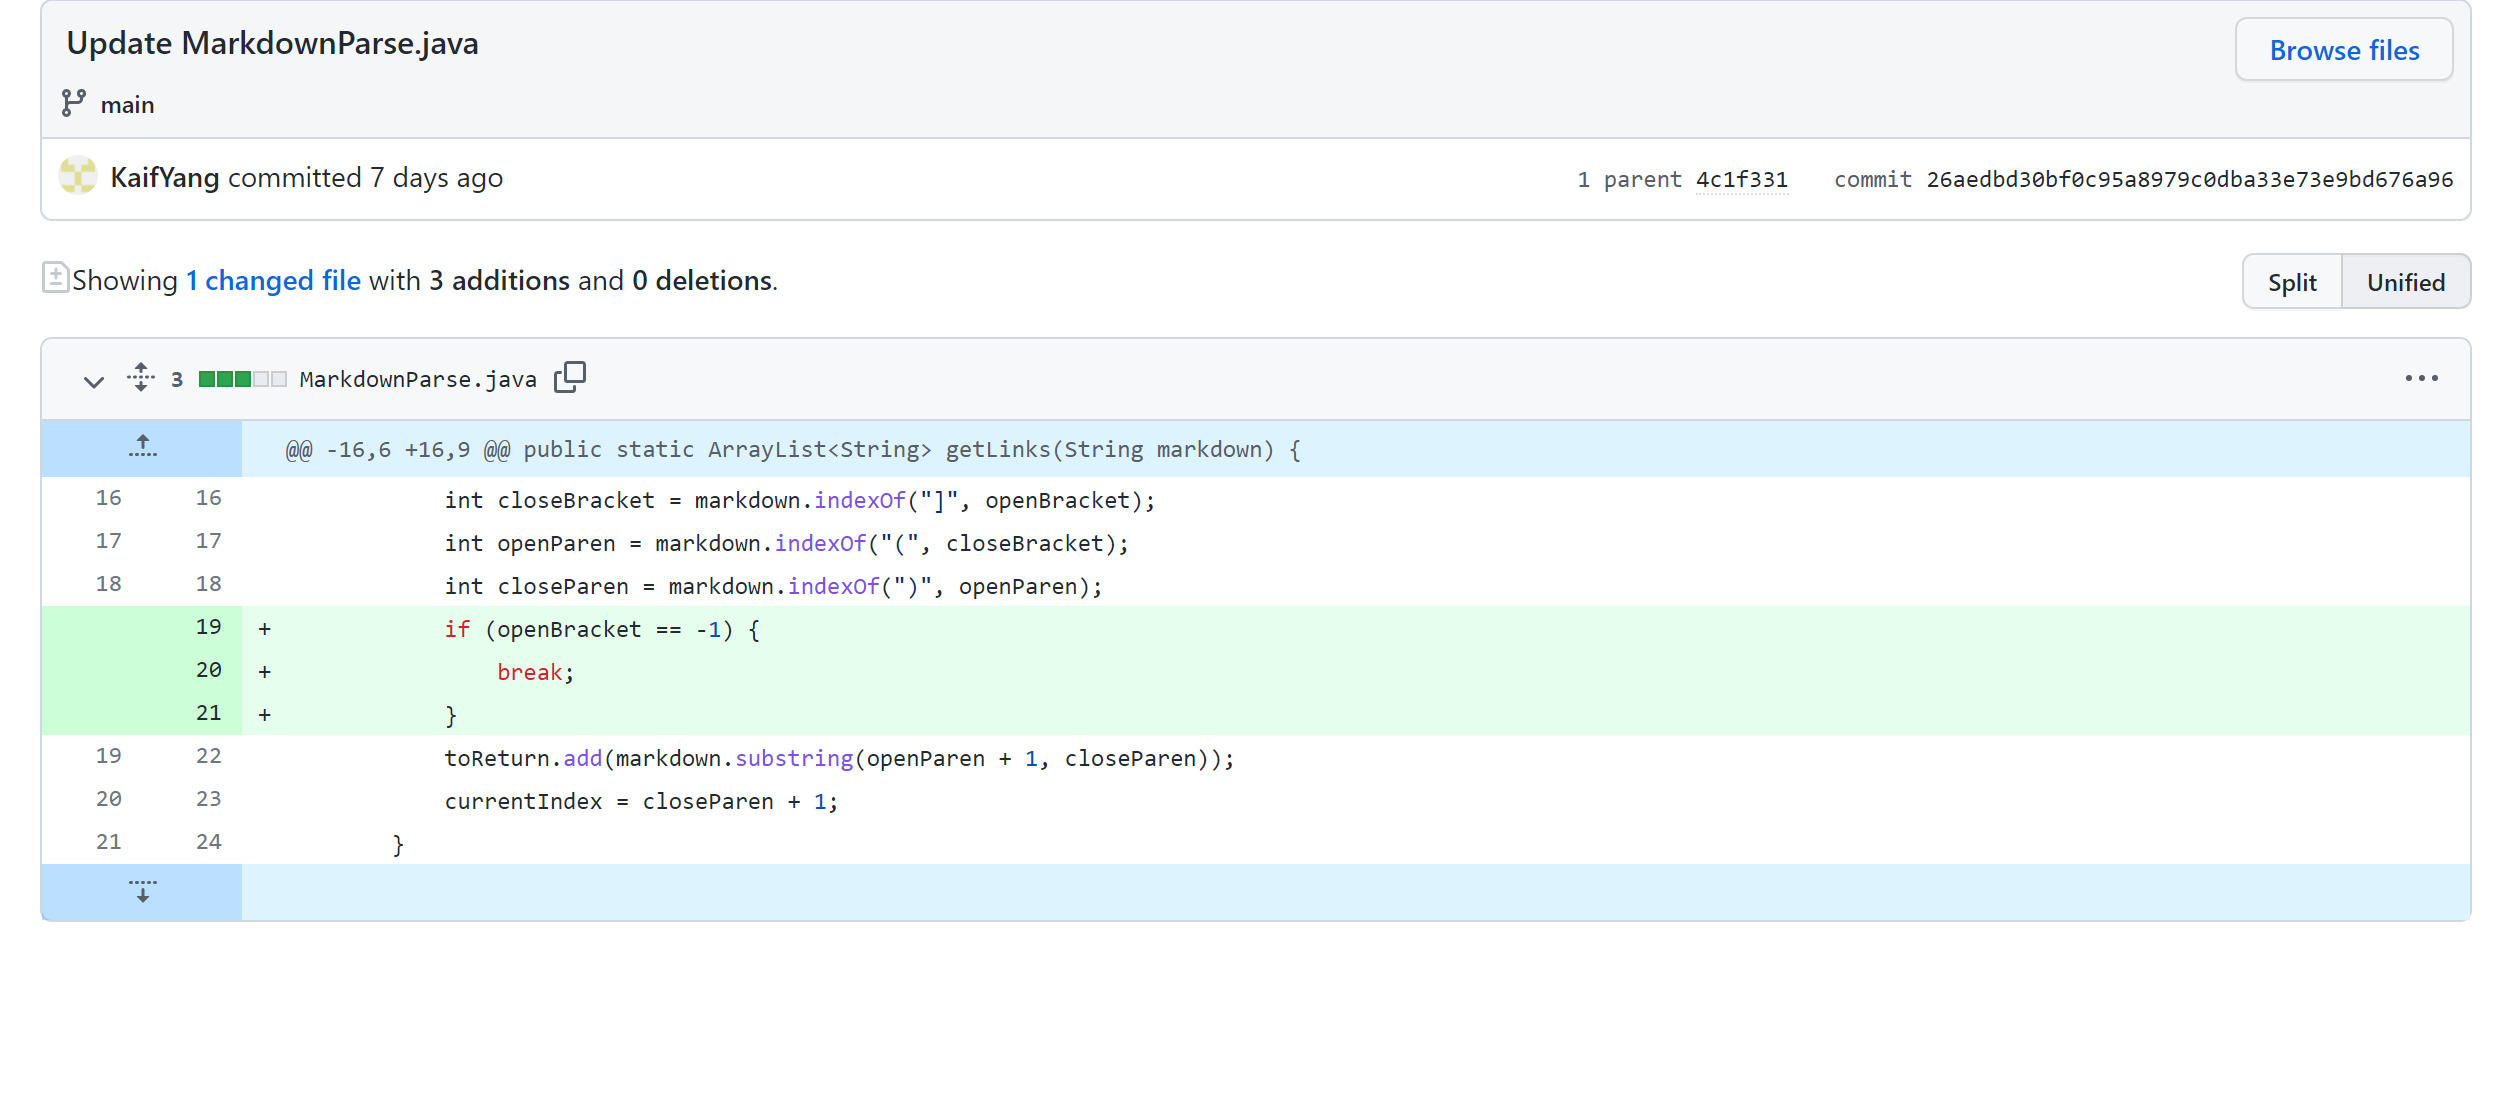 Update MarkdownParse.java
Browse files
main
KaifYang committed 7 days ago
1 parent 4c1f331 commit 26aedbd30bf0c95a8979c0dba33e73e9bd676a96
Showing 1 changed file with 3 additions and 0 deletions.
Split Unified
3 MarkdownParse.java
@@ -16,6 +16,9 @@ public static ArrayList<String> getLinks(String markdown) {
16 16 int closeBracket = markdown.indexOf("]", openBracket);
17 17 int openParen = markdown.indexOf("(", closeBracket);
18 18 int closeParen = markdown.indexOf(")", openParen);
19 + if (openBracket == -1) {
20 + break;
21 + }
19 22 toReturn.add(markdown.substring(openParen + 1, closeParen));
20 23 currentIndex = closeParen + 1;
21 24 }